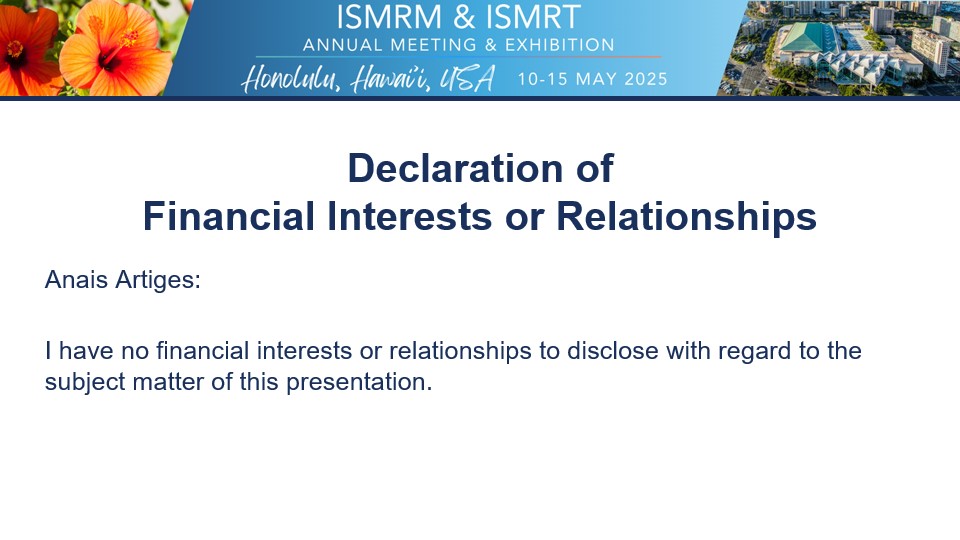 ISMRM & ISMRT
ANNUAL MEETING & EXHIBITION
Honolulu, Hawai'i, USA 10-15 MAY 2025
Declaration of
Financial Interests or Relationships
Anais Artiges:
I have no financial interests or relationships to disclose with regard to the
subject matter of this presentation.